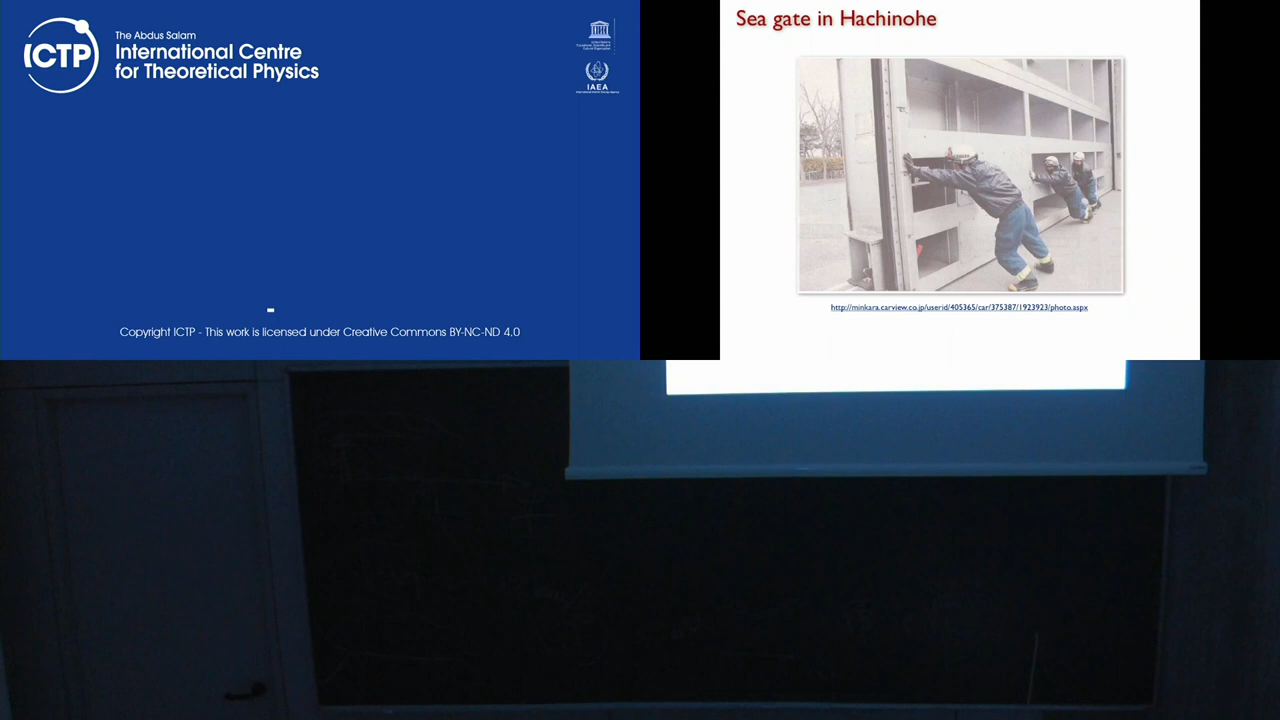 ICTP
The Abdus Salam
International Centre
for Theoretical Physics
IAEA
Copyright ICTP - This work is licensed under Creative Commons BY-NC-ND 4.0
Sea gate in Hachinohe
http://minkara.carview.co.jp/userid/405365/car/375387/1923923/photo.aspx